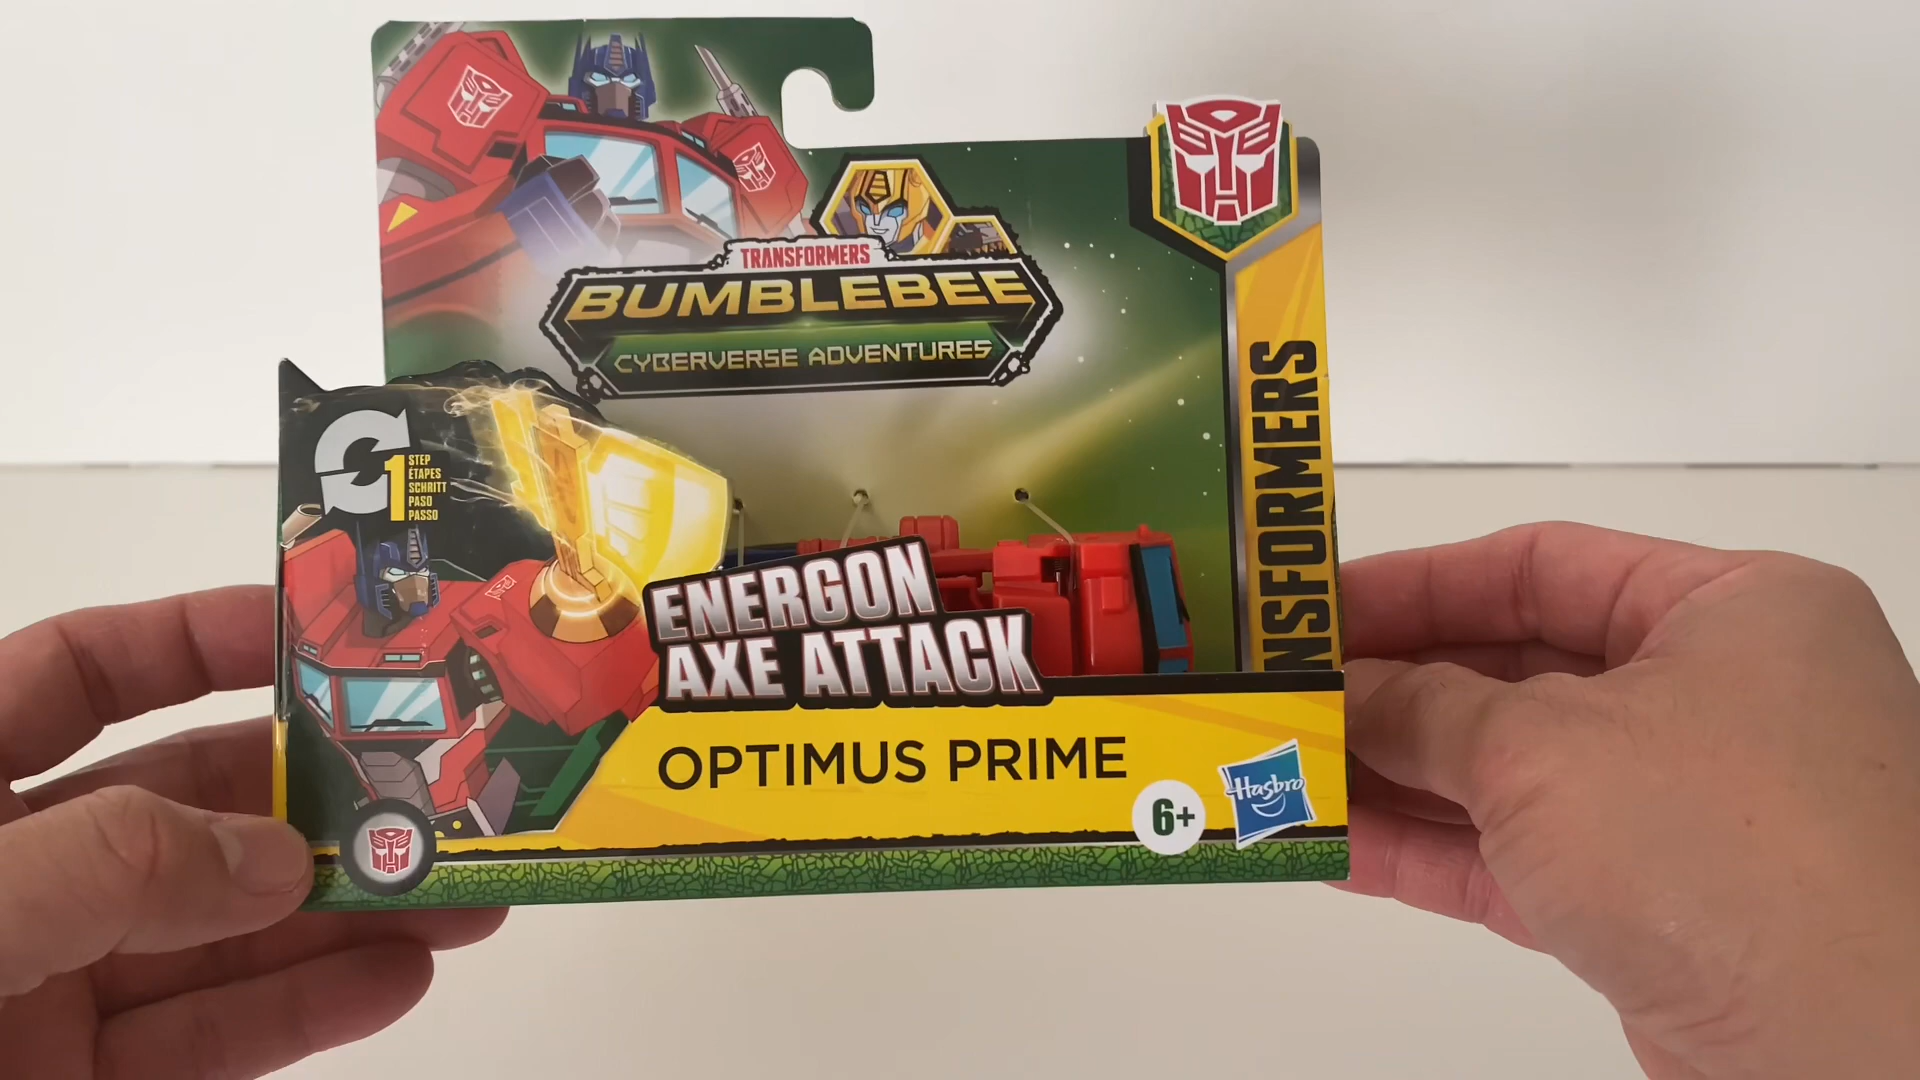 TRANSFORMERS
BUMBLEBEE
CYBERVERSE ADVENTURES
1
STEP
ÉTAPES
SCHRITT
PASO
PASSO
ENERGON
AXE ATTACK
OPTIMUS PRIME
6+
Hasbro
NSFORMERS